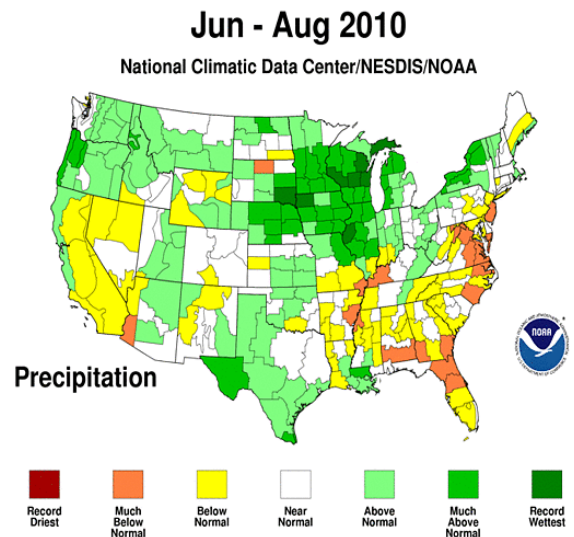 Jun - Aug 2010
National Climatic Data Center/NESDIS/NOAA
Precipitation
NOAA
Record
Driest
Much
Below
Normal
Below
Normal
Near
Normal
Above
Normal
Much
Above
Normal
Record
Wettest